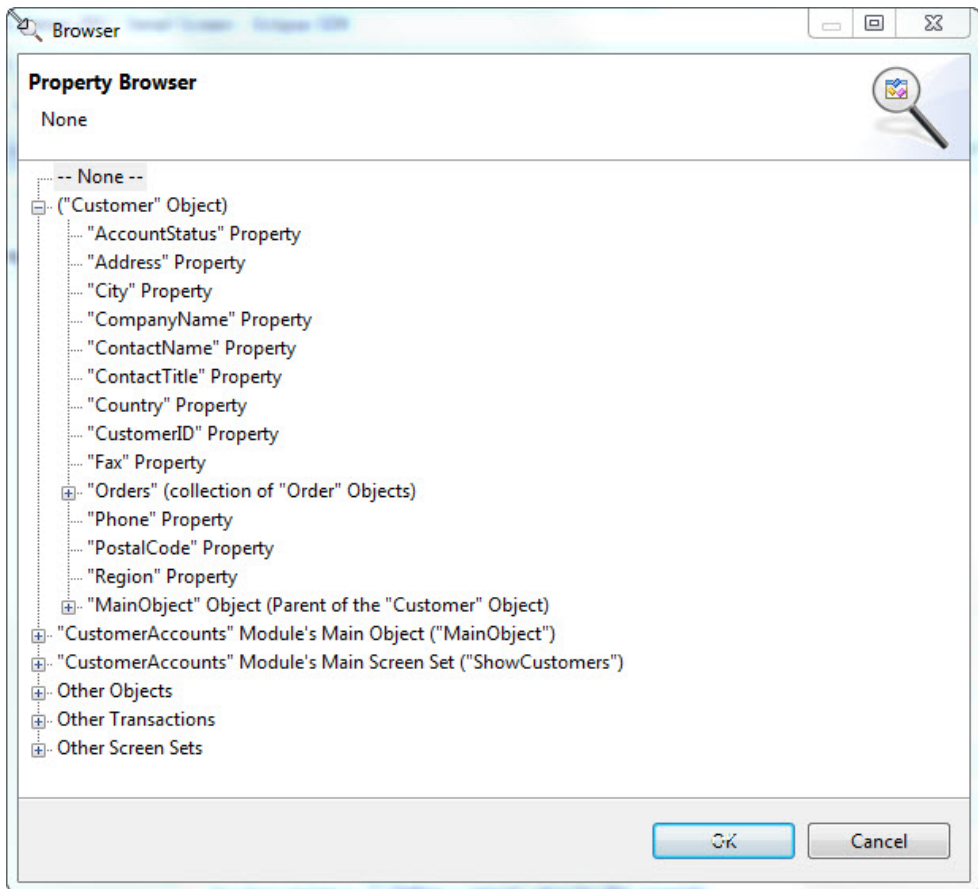 Browser
Property Browser
None
-- None --
("Customer" Object)
"AccountStatus" Property
"Address" Property
"City" Property
"CompanyName" Property
"ContactName" Property
"ContactTitle" Property
"Country" Property
"CustomerID" Property
"Fax" Property
"Orders" (collection of "Order" Objects)
"Phone" Property
"PostalCode" Property
"Region" Property
"MainObject" Object (Parent of the "Customer" Object)
"CustomerAccounts" Module's Main Object ("MainObject")
"CustomerAccounts" Module's Main Screen Set ("ShowCustomers")
Other Objects
Other Transactions
Other Screen Sets
OK Cancel